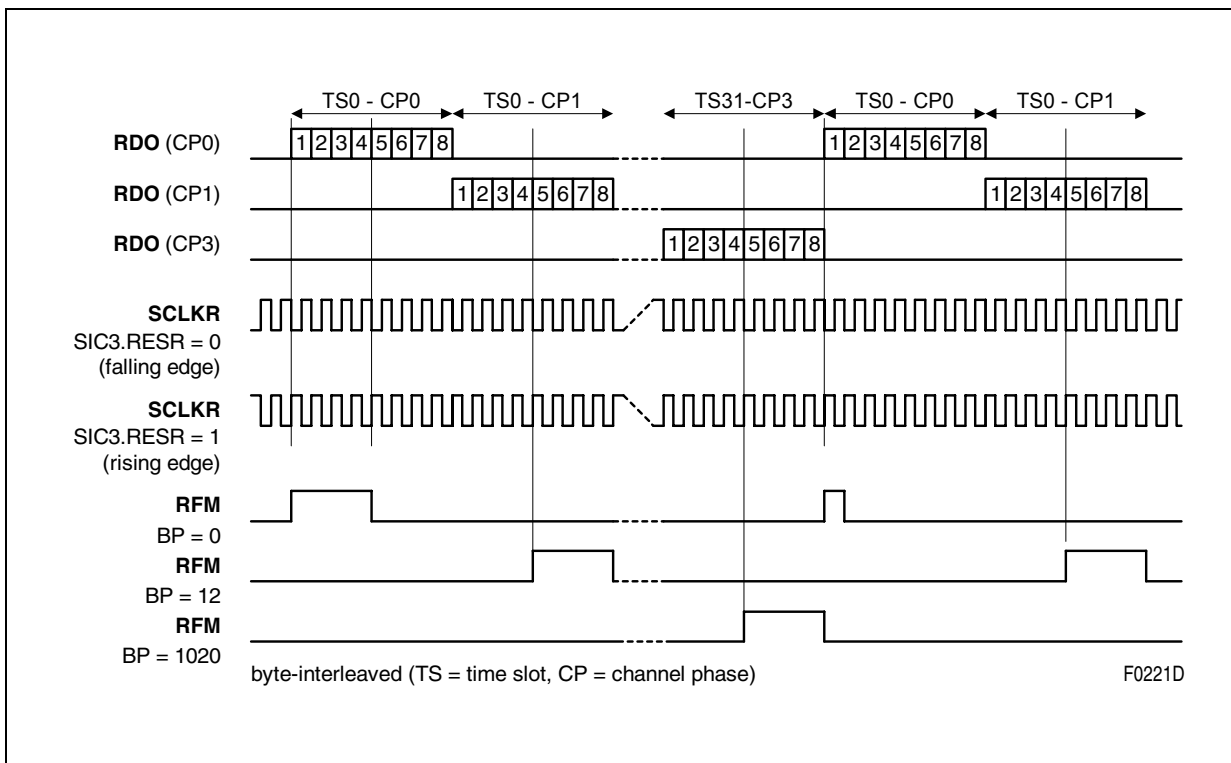 TS0 - CP0 TS0 - CP1 TS31-CP3 TS0 - CP0 TS0 - CP1
RDO (CP0) 1 2 3 4 5 6 7 8 1 2 3 4 5 6 7 8
RDO (CP1) 1 2 3 4 5 6 7 8 1 2 3 4 5 6 7 8
RDO (CP3) 1 2 3 4 5 6 7 8
SCLKR
SIC3.RESR = 0
(falling edge)
SCLKR
SIC3.RESR = 1
(rising edge)
RFM
BP = 0
RFM
BP = 12
RFM
BP = 1020
byte-interleaved (TS = time slot, CP = channel phase) F0221D